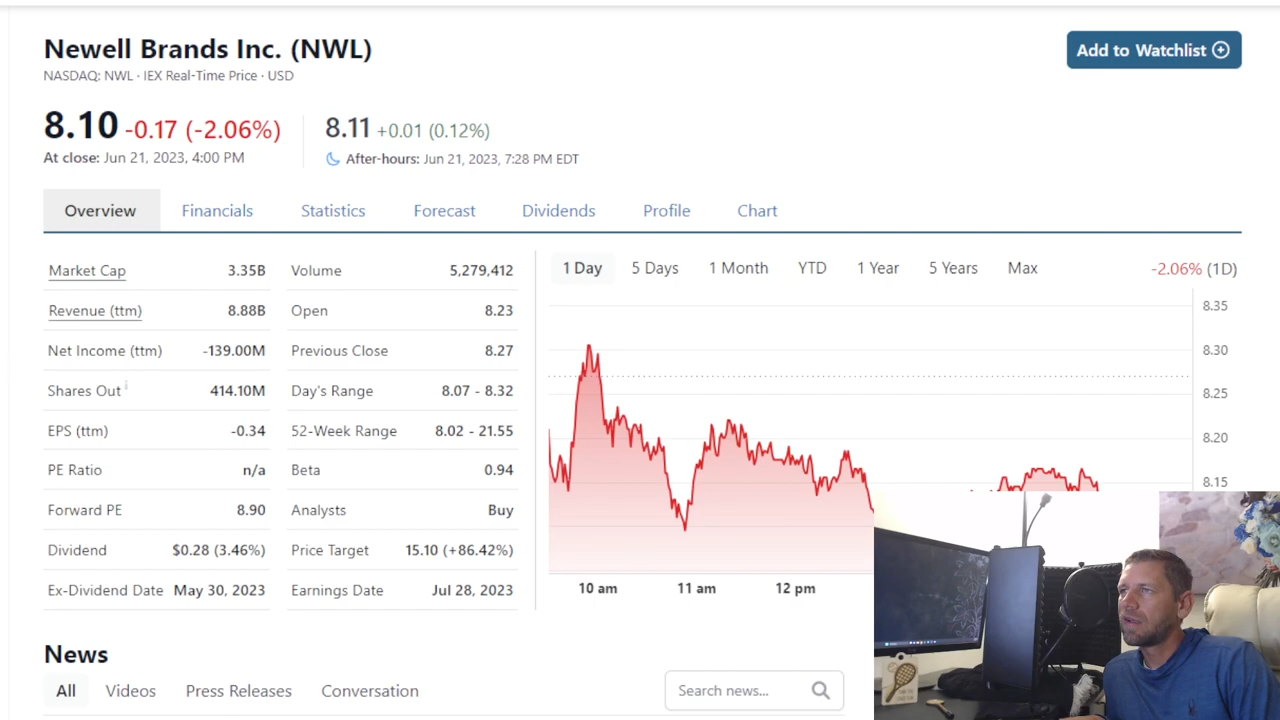 Newell Brands Inc. (NWL)
Add to Watchlist
NASDAQ: NWL · IEX Real-Time Price · USD
8.10 -0.17 (-2.06%)
8.11 +0.01 (0.12%)
At close: Jun 21, 2023, 4:00 PM
After-hours: Jun 21, 2023, 7:28 PM EDT
Overview Financials Statistics Forecast Dividends Profile Chart
Market Cap 3.35B
Revenue (ttm) 8.88B
Net Income (ttm) -139.00M
Shares Out i 414.10M
EPS (ttm) -0.34
PE Ratio n/a
Forward PE 8.90
Dividend $0.28 (3.46%)
Ex-Dividend Date May 30, 2023
Volume 5,279,412
Open 8.23
Previous Close 8.27
Day's Range 8.07 - 8.32
52-Week Range 8.02 - 21.55
Beta 0.94
Analysts Buy
Price Target 15.10 (+86.42%)
Earnings Date Jul 28, 2023
1 Day 5 Days 1 Month YTD 1 Year 5 Years Max -2.06% (1D)
8.35
8.30
8.25
8.20
8.15
10 am 11 am 12 pm
News
All Videos Press Releases Conversation
Search news...